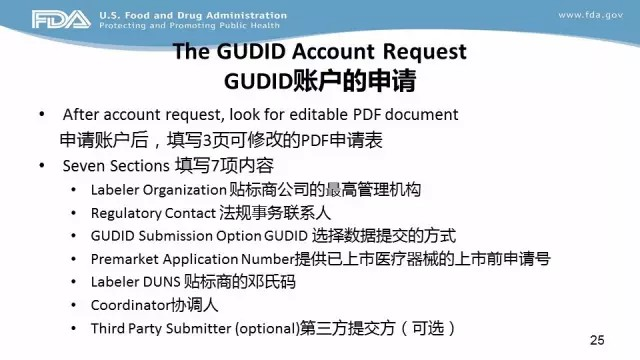 FDA U.S. Food and Drug Administration
Protecting and Promoting Public Health
www.fda.gov
The GUDID Account Request
GUDID账户的申请
• After account request, look for editable PDF document
申请账户后，填写3页可修改的PDF申请表
• Seven Sections 填写7项内容
• Labeler Organization 贴标商公司的最高管理机构
• Regulatory Contact 法规事务联系人
• GUDID Submission Option GUDID 选择数据提交的方式
• Premarket Application Number提供已上市医疗器械的上市前申请号
• Labeler DUNS 贴标商的邓氏码
• Coordinator协调人
• Third Party Submitter (optional)第三方提交方（可选）
25